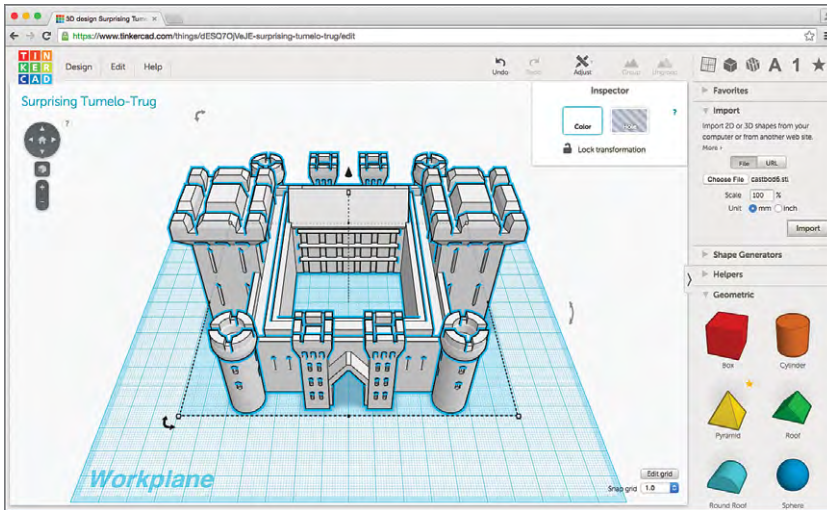 3D design Surprising Tum
https://www.tinkercad.com/things/dESQ7OjVeJE-surprising-tumelo-trug/edit
TIN
KER
CAD
Design Edit Help
Undo Redo Adjust Group Ungroup
A 1
Surprising Tumelo-Trug
?
Inspector
Color Hole ?
Lock transformation
Favorites
Import
Import 2D or 3D shapes from your
computer or from another web site.
More ›
File URL
Choose File castbod6.stl
Scale 100 %
Unit mm inch
Import
Shape Generators
Helpers
Geometric
Box Cylinder
Pyramid Roof
Round Roof Sphere
Workplane
Edit grid
Snap grid 1.0